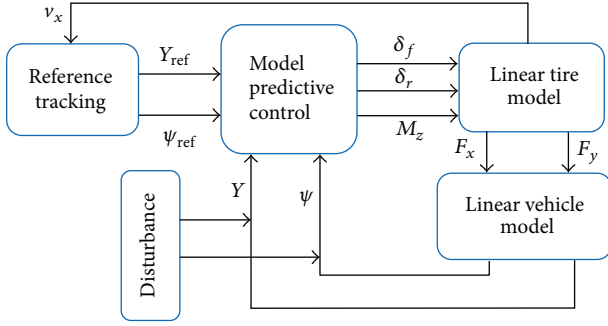 v_x
Reference
tracking
Y_ref
ψ_ref
Model
predictive
control
δ_f
δ_r
M_z
Linear tire
model
F_x
F_y
Linear vehicle
model
Y
ψ
Disturbance